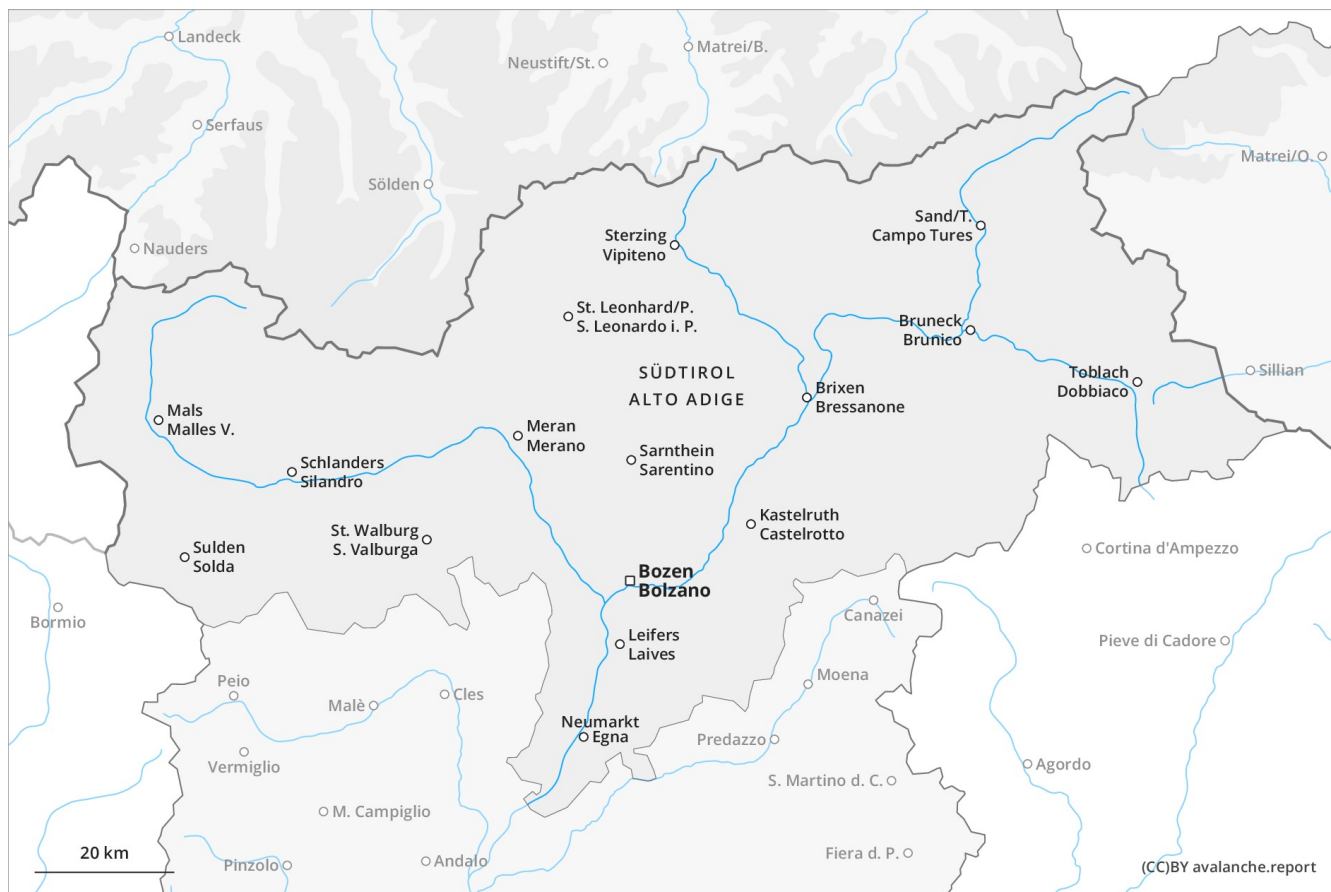 Landeck
Matrei/B.
Neustift/St.
Serfaus
Matrei/O.
Sölden
Sand/T.
Campo Tures
Nauders
Sterzing
Vipiteno
St. Leonhard/P.
S. Leonardo i. P.
Bruneck
Brunico
SÜDTIROL
ALTO ADIGE
Toblach
Dobbiaco
Sillian
Brixen
Bressanone
Mals
Malles V.
Meran
Merano
Sarnthein
Sarentino
Schlanders
Silandro
Kastelruth
Castelrotto
St. Walburg
S. Valburga
Sulden
Solda
Cortina d'Ampezzo
Bozen
Bolzano
Bormio
Canazei
Leifers
Laives
Pieve di Cadore
Moena
Peio
Malè
Cles
Neumarkt
Egna
Predazzo
Vermiglio
Agordo
S. Martino d. C.
M. Campiglio
20 km
Pinzolo
Andalo
Fiera d. P.
(CC)BY avalanche.report